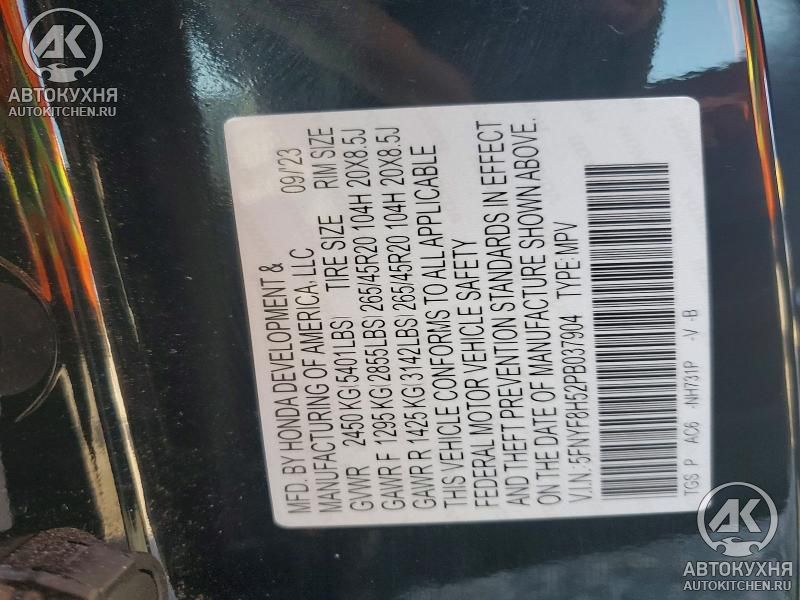 AK
АВТОКУХНЯ
AUTOKITCHEN.RU
MFD. BY HONDA DEVELOPMENT &
MANUFACTURING OF AMERICA, LLC 09/'23
GVWR 2450 KG(5401LBS) TIRE SIZE RIM SIZE
GAWR F 1295 KG(2855LBS) 265/45R20 104H 20X8.5J
GAWR R 1425 KG(3142LBS) 265/45R20 104H 20X8.5J
THIS VEHICLE CONFORMS TO ALL APPLICABLE
FEDERAL MOTOR VEHICLE SAFETY
AND THEFT PREVENTION STANDARDS IN EFFECT
ON THE DATE OF MANUFACTURE SHOWN ABOVE.
V.I.N: 5FNYF8H52PB037904 TYPE: MPV
TGS P AC6 -NH731P -V -B
AK
АВТОКУХНЯ
AUTOKITCHEN.RU